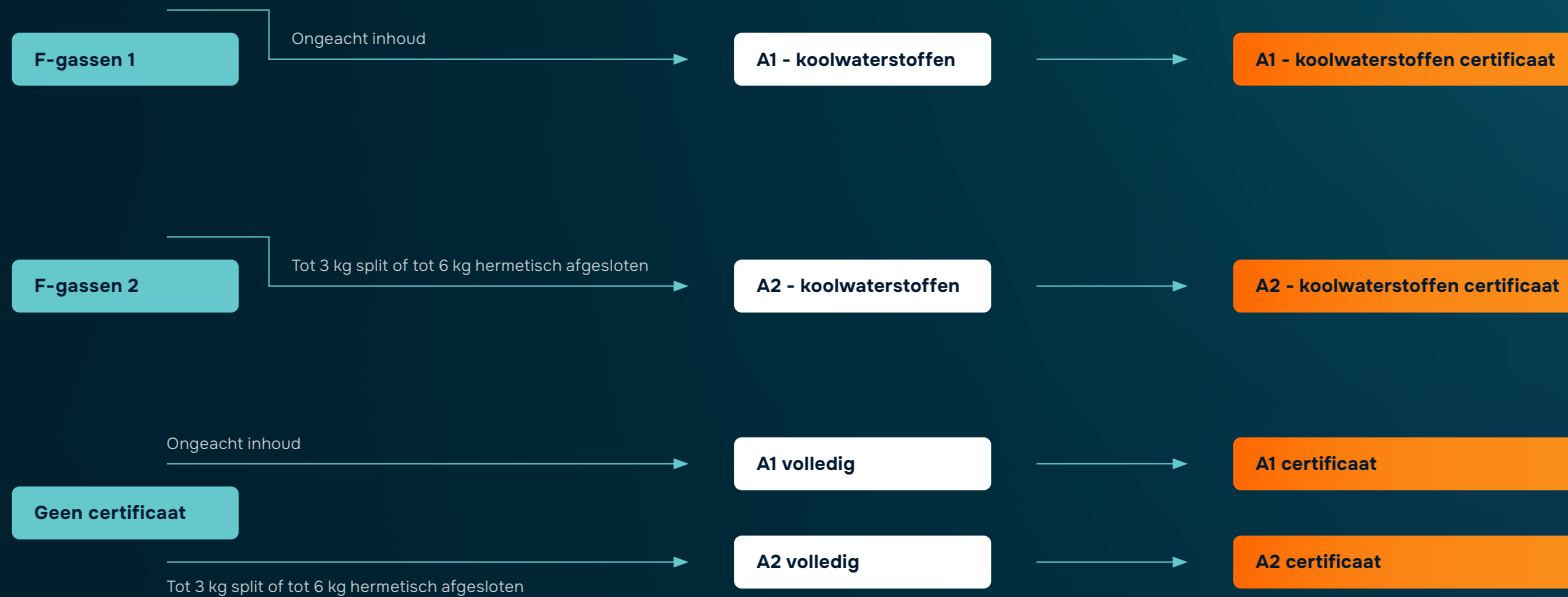 Ongeacht inhoud
F-gassen 1
A1 - koolwaterstoffen
A1 - koolwaterstoffen certificaat
Tot 3 kg split of tot 6 kg hermetisch afgesloten
F-gassen 2
A2 - koolwaterstoffen
A2 - koolwaterstoffen certificaat
Ongeacht inhoud
A1 volledig
A1 certificaat
Geen certificaat
A2 volledig
A2 certificaat
Tot 3 kg split of tot 6 kg hermetisch afgesloten